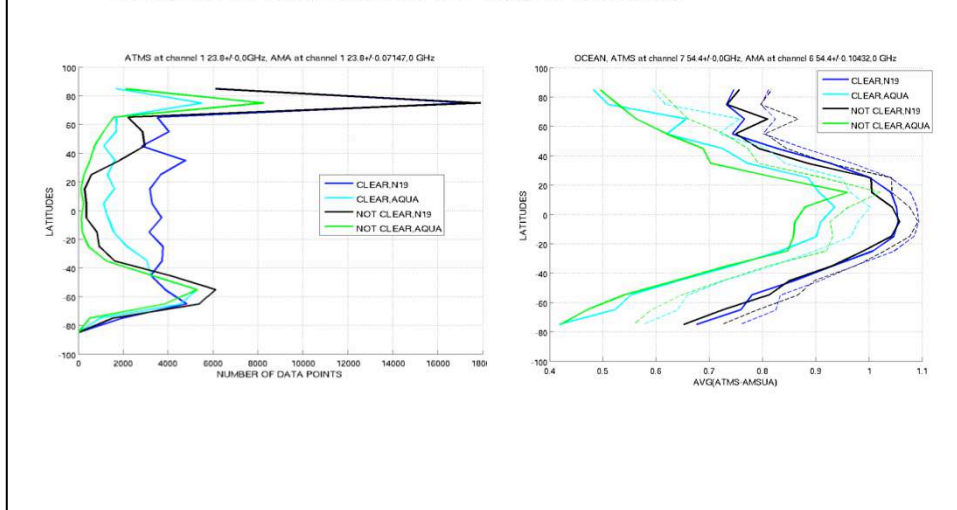 ATMS at channel 1 23.8+/-0,0GHz, AMA at channel 1 23.8+/-0.07147,0 GHz
100
80
60
40
20
0
-20
-40
-60
-80
-100
LATITUDES
CLEAR,N19
CLEAR,AQUA
NOT CLEAR,N19
NOT CLEAR,AQUA
0 2000 4000 6000 8000 10000 12000 14000 16000 1800
NUMBER OF DATA POINTS
OCEAN, ATMS at channel 7 54.4+/-0,0GHz, AMA at channel 6 54.4+/-0.10432,0 GHz
100
80
60
40
20
0
-20
-40
-60
-80
-100
LATITUDES
CLEAR,N19
CLEAR,AQUA
NOT CLEAR,N19
NOT CLEAR,AQUA
0.4 0.5 0.6 0.7 0.8 0.9 1 1.1
AVG(ATMS-AMSUA)